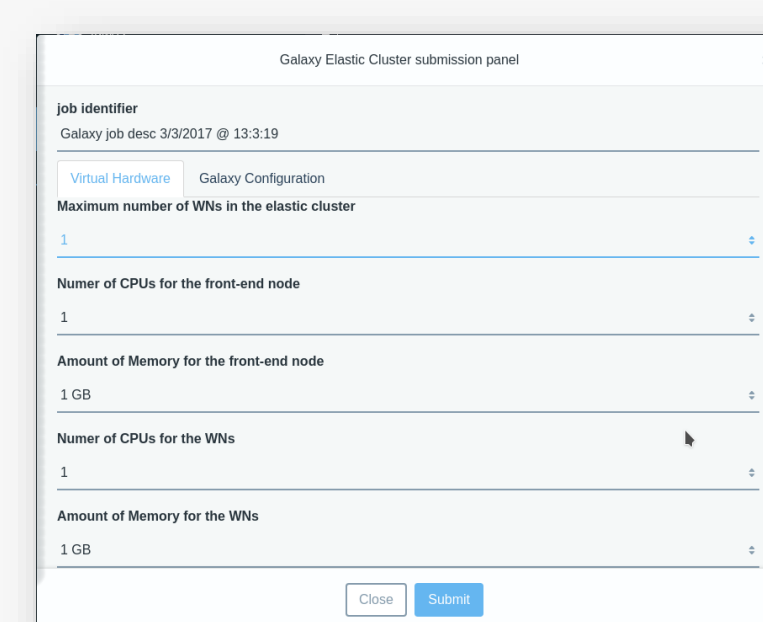 Galaxy Elastic Cluster submission panel
job identifier
Galaxy job desc 3/3/2017 @ 13:3:19
Virtual Hardware Galaxy Configuration
Maximum number of WNs in the elastic cluster
1
Numer of CPUs for the front-end node
1
Amount of Memory for the front-end node
1 GB
Numer of CPUs for the WNs
1
Amount of Memory for the WNs
1 GB
Close Submit